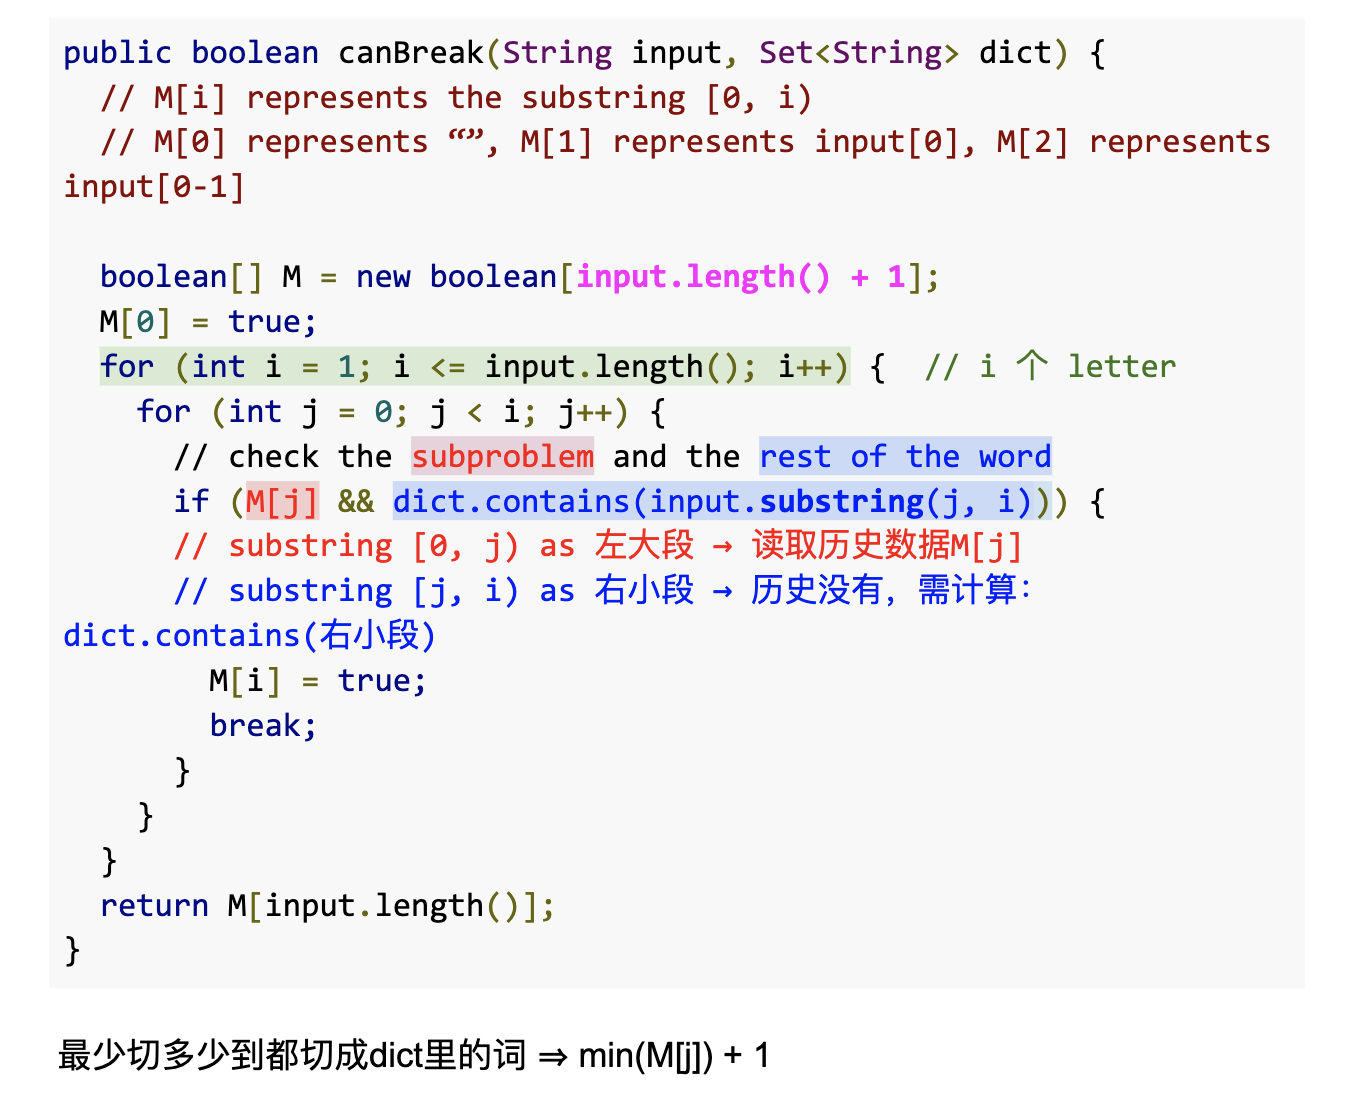 public boolean canBreak(String input, Set<String> dict) {
  // M[i] represents the substring [0, i)
  // M[0] represents “”, M[1] represents input[0], M[2] represents
input[0-1]

  boolean[] M = new boolean[input.length() + 1];
  M[0] = true;
  for (int i = 1; i <= input.length(); i++) {  // i 个 letter
    for (int j = 0; j < i; j++) {
      // check the subproblem and the rest of the word
      if (M[j] && dict.contains(input.substring(j, i))) {
      // substring [0, j) as 左大段 → 读取历史数据M[j]
      // substring [j, i) as 右小段 → 历史没有，需计算：
dict.contains(右小段)
        M[i] = true;
        break;
      }
    }
  }
  return M[input.length()];
}
最少切多少到都切成dict里的词 ⇒ min(M[j]) + 1